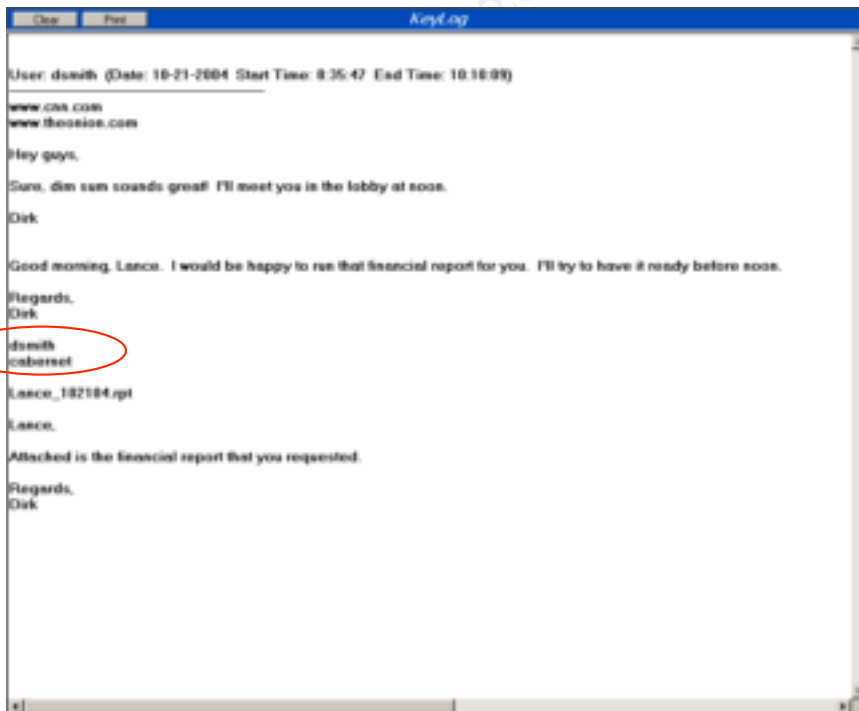 Clear Print KeyLog
User: dsmith (Date: 10-21-2004 Start Time: 8:35:47 End Time: 10:18:09)
www.cnn.com
www.theonion.com
Hey guys,
Sure, dim sum sounds great! I'll meet you in the lobby at noon.
Dirk
Good morning, Lance. I would be happy to run that financial report for you. I'll try to have it ready before noon.
Regards,
Dirk
dsmith
cabernet
Lance_102104.rpt
Lance,
Attached is the financial report that you requested.
Regards,
Dirk